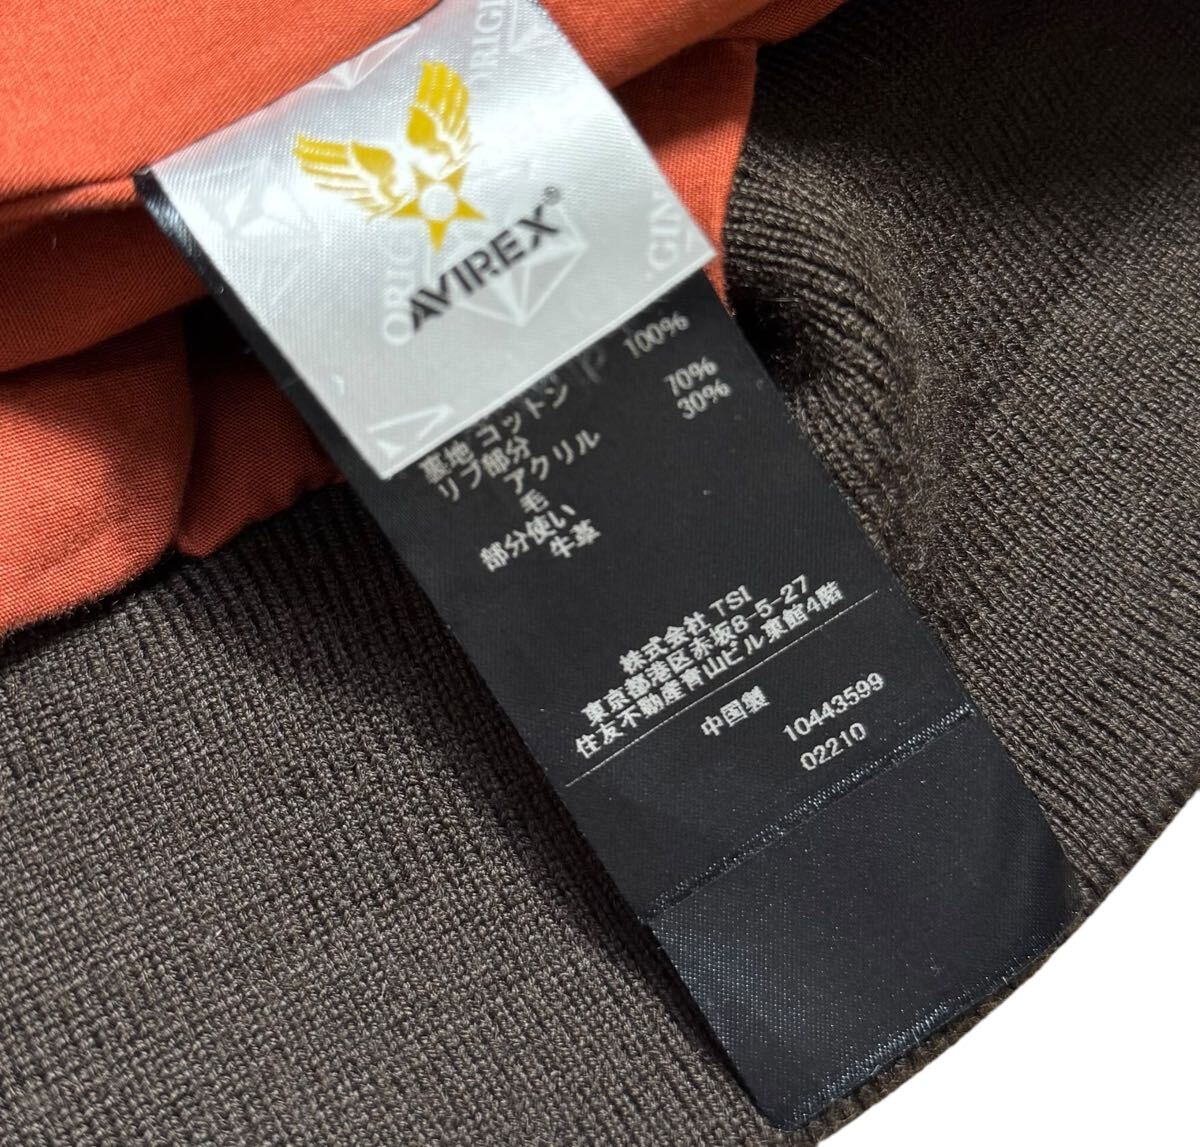 AVIREX®
裏地 コットン 100%
リブ部分
アクリル 70%
毛 30%
部分使い
牛革
株式会社 TSI
東京都港区赤坂8-5-27
住友不動産青山ビル東館4階
中国製 10443599
02210